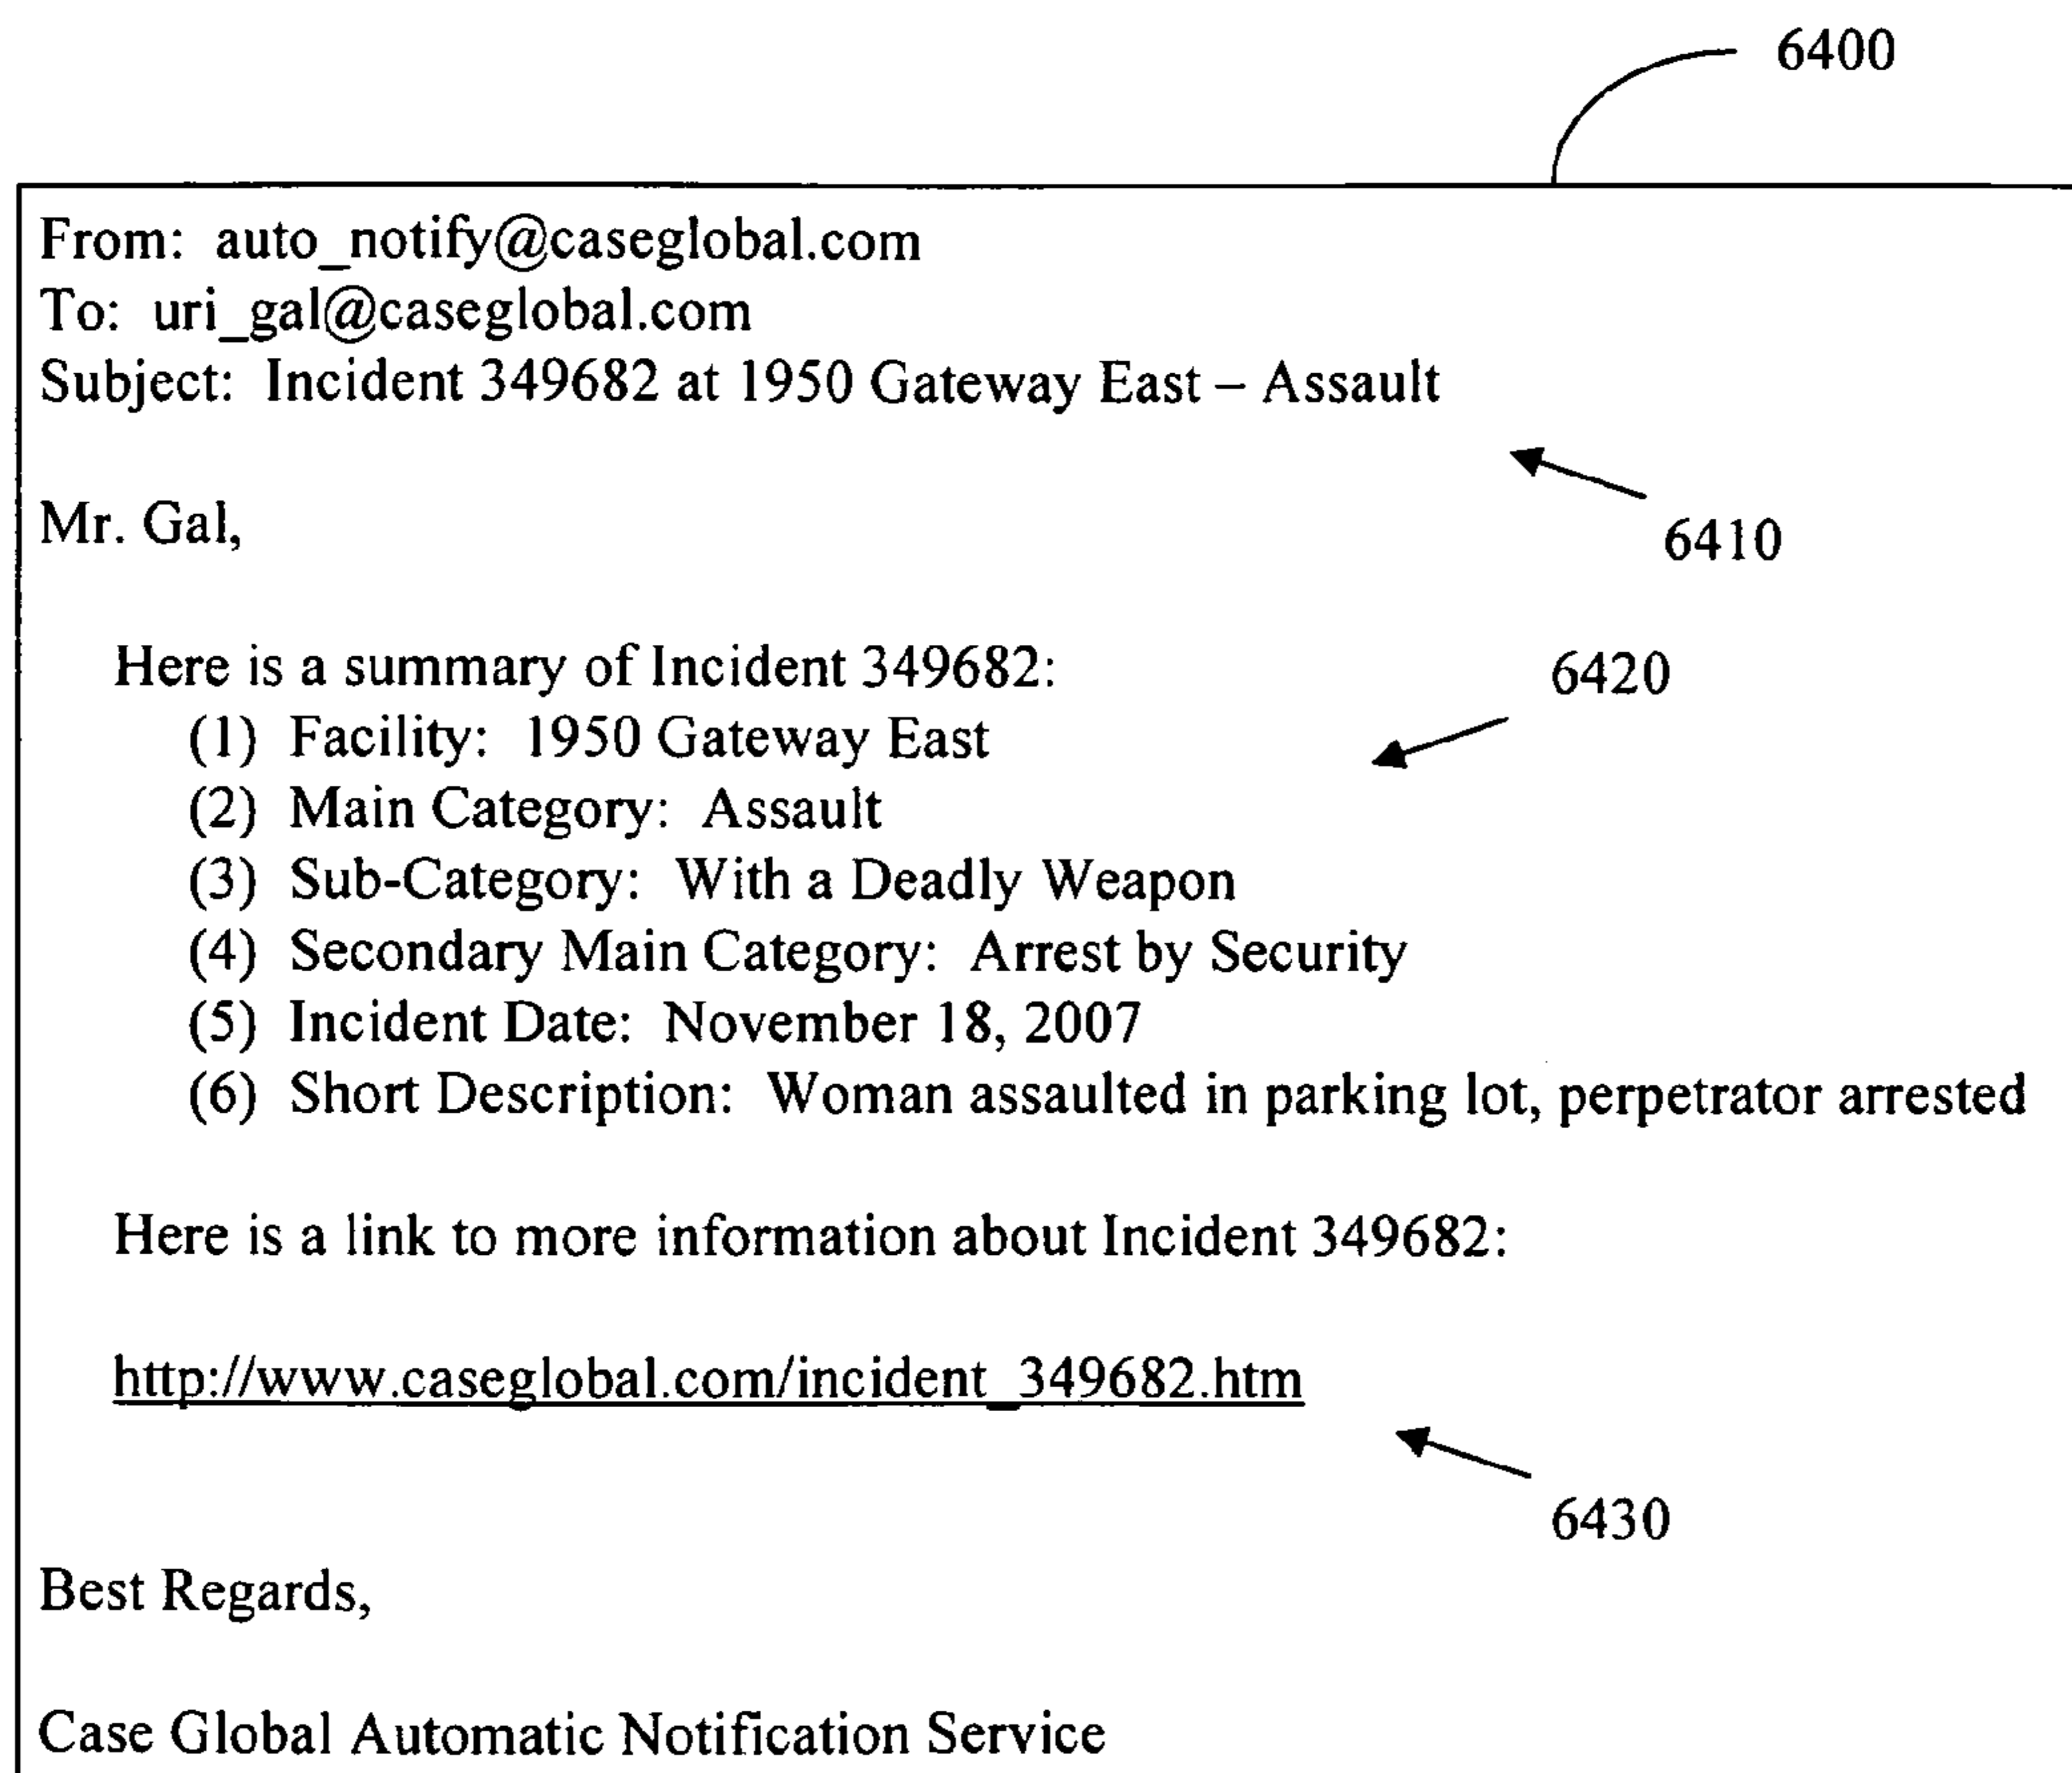 6400
From: auto_notify@caseglobal.com
To: uri_gal@caseglobal.com
Subject: Incident 349682 at 1950 Gateway East – Assault
6410
Mr. Gal,
Here is a summary of Incident 349682:
6420
(1) Facility: 1950 Gateway East
(2) Main Category: Assault
(3) Sub-Category: With a Deadly Weapon
(4) Secondary Main Category: Arrest by Security
(5) Incident Date: November 18, 2007
(6) Short Description: Woman assaulted in parking lot, perpetrator arrested
Here is a link to more information about Incident 349682:
http://www.caseglobal.com/incident_349682.htm
6430
Best Regards,
Case Global Automatic Notification Service